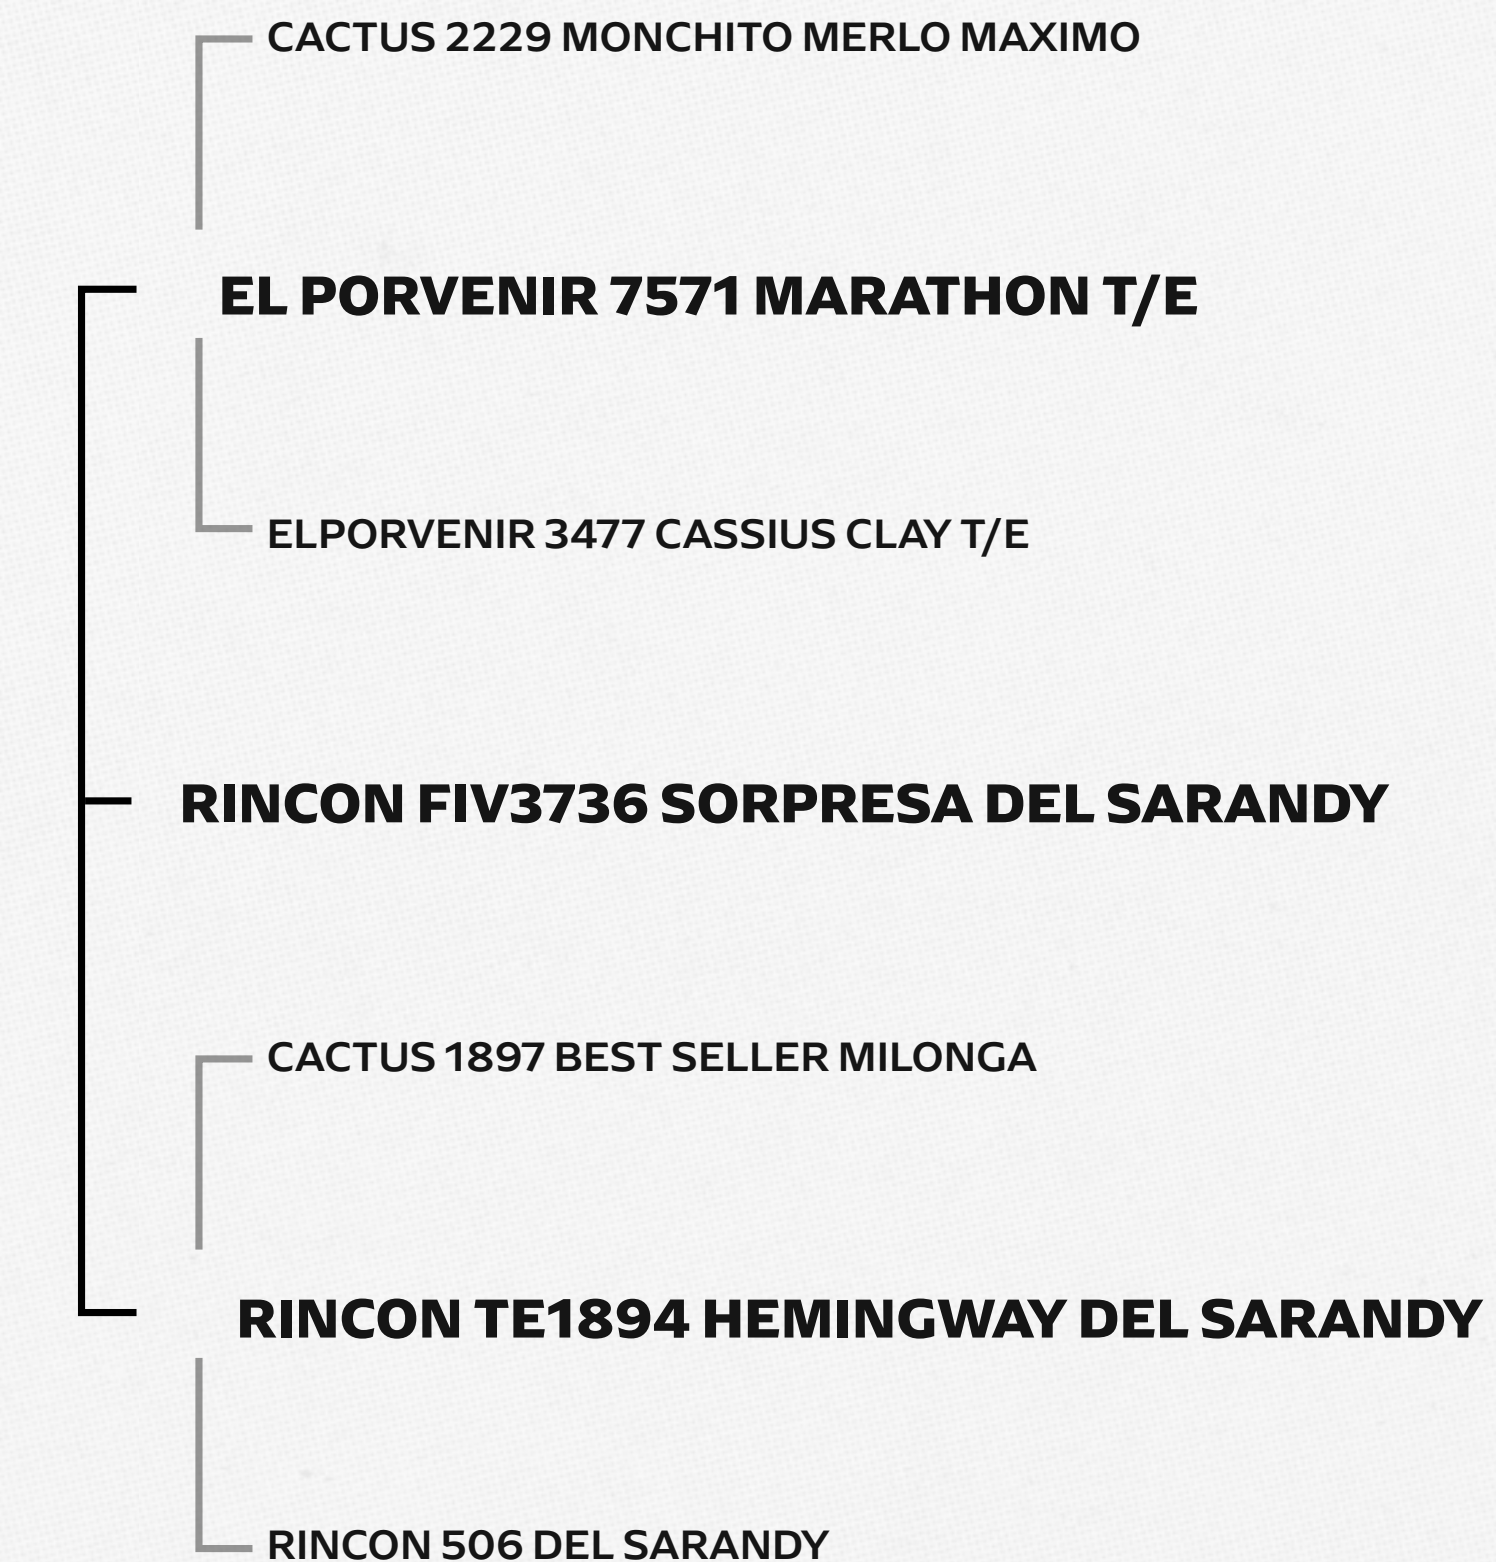 CACTUS 2229 MONCHITO MERLO MAXIMO
EL PORVENIR 7571 MARATHON T/E
ELPORVENIR 3477 CASSIUS CLAY T/E
RINCON FIV3736 SORPRESA DEL SARANDY
CACTUS 1897 BEST SELLER MILONGA
RINCON TE1894 HEMINGWAY DEL SARANDY
RINCON 506 DEL SARANDY